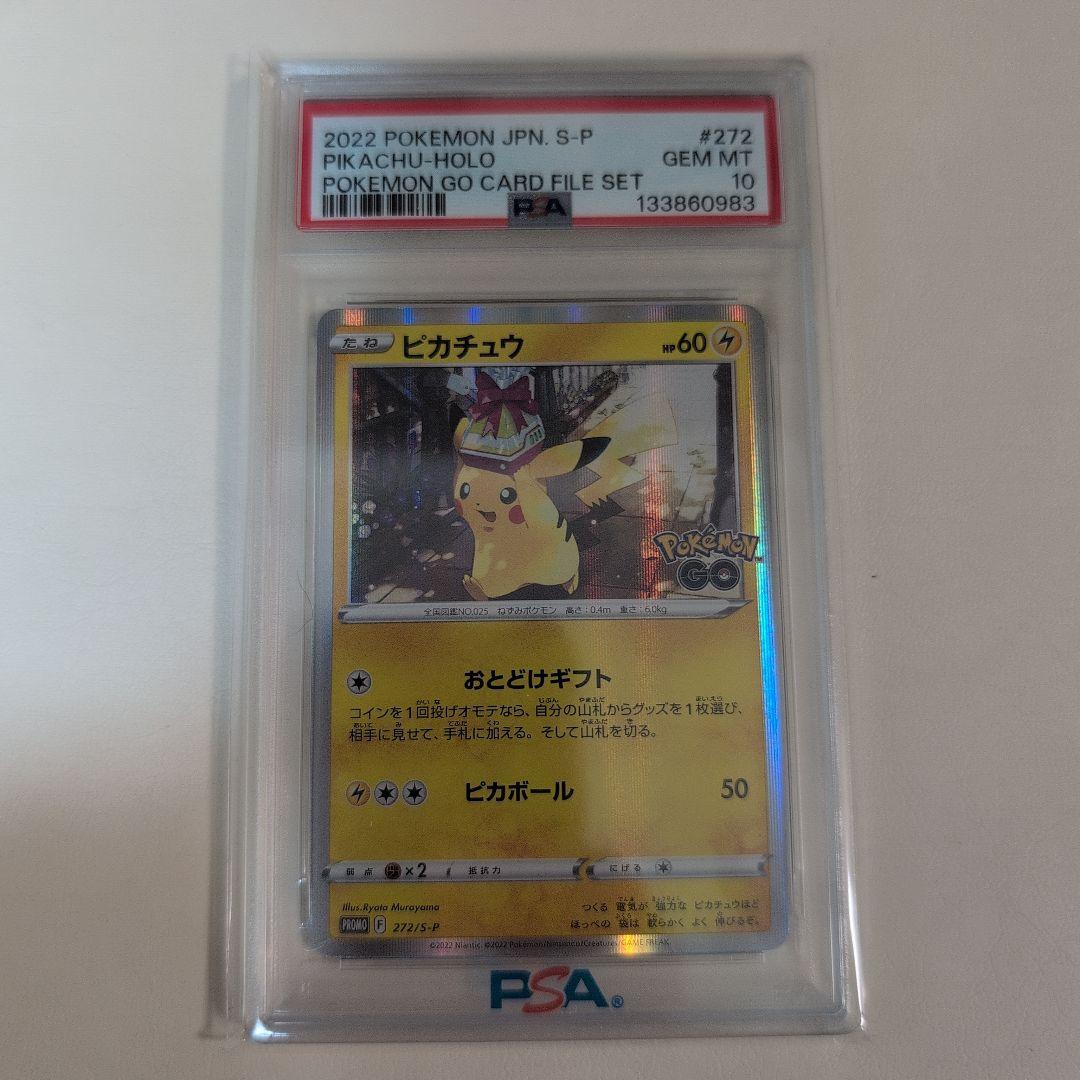 2022 POKEMON JPN. S-P #272
PIKACHU-HOLO GEM MT
POKEMON GO CARD FILE SET 10
PSA 133860983
たね ピカチュウ HP60
Pokémon
GO
全国図鑑NO.025 ねずみポケモン 高さ:0.4m 重さ:6.0kg
おとどけギフト
コインを1回投げオモテなら、自分の山札からグッズを1枚選び、
相手に見せて、手札に加える。そして山札を切る。
ピカボール 50
弱点 ×2 抵抗力 にげる
Illus.Ryota Murayama
つくる 電気が 強力な ピカチュウほど
ほっぺの 袋は 軟らかく よく 伸びるぞ。
PROMO F 272/S-P
©2022 Niantic. ©2022 Pokémon/Nintendo/Creatures/GAME FREAK.
PSA®